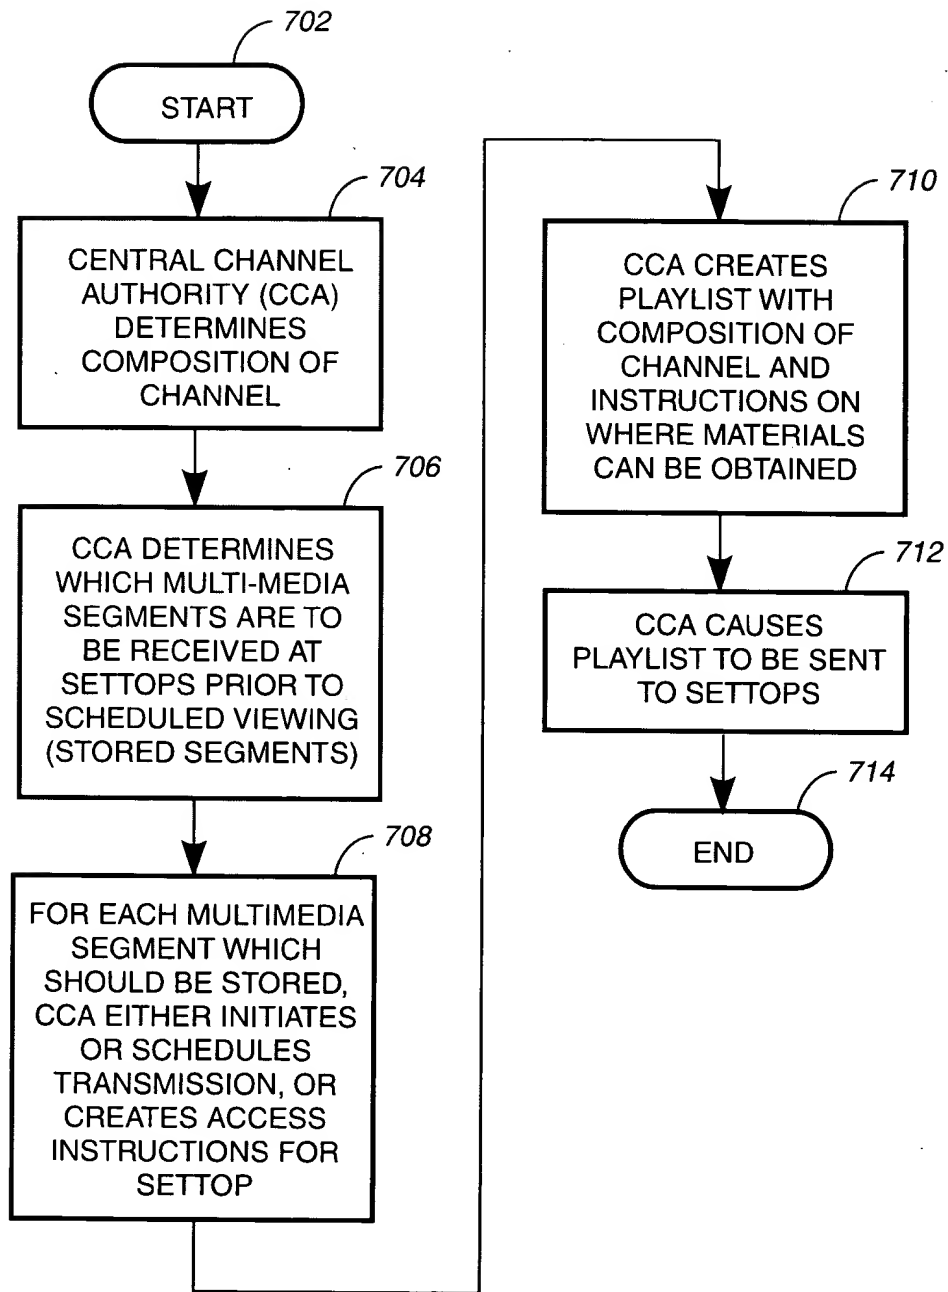 702
START
704
CENTRAL CHANNEL
AUTHORITY (CCA)
DETERMINES
COMPOSITION OF
CHANNEL
706
CCA DETERMINES
WHICH MULTI-MEDIA
SEGMENTS ARE TO
BE RECEIVED AT
SETTOPS PRIOR TO
SCHEDULED VIEWING
(STORED SEGMENTS)
708
FOR EACH MULTIMEDIA
SEGMENT WHICH
SHOULD BE STORED,
CCA EITHER INITIATES
OR SCHEDULES
TRANSMISSION, OR
CREATES ACCESS
INSTRUCTIONS FOR
SETTOP
710
CCA CREATES
PLAYLIST WITH
COMPOSITION OF
CHANNEL AND
INSTRUCTIONS ON
WHERE MATERIALS
CAN BE OBTAINED
712
CCA CAUSES
PLAYLIST TO BE SENT
TO SETTOPS
714
END